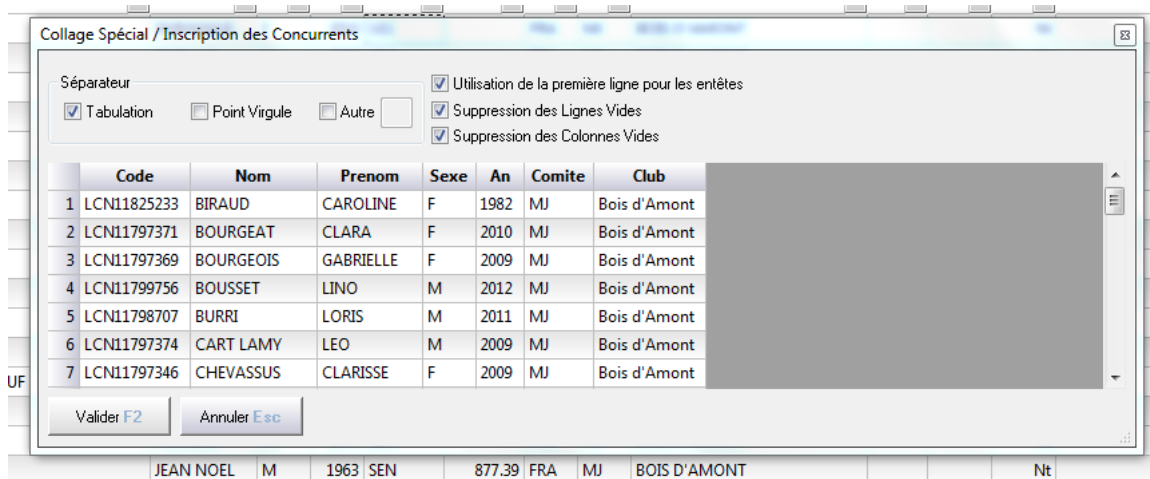 Collage Spécial / Inscription des Concurrents
Séparateur
Tabulation Point Virgule Autre
Utilisation de la première ligne pour les entêtes
Suppression des Lignes Vides
Suppression des Colonnes Vides
Code Nom Prenom Sexe An Comite Club
1 LCN11825233 BIRAUD CAROLINE F 1982 MJ Bois d'Amont
2 LCN11797371 BOURGEAT CLARA F 2010 MJ Bois d'Amont
3 LCN11797369 BOURGEOIS GABRIELLE F 2009 MJ Bois d'Amont
4 LCN11799756 BOUSSET LINO M 2012 MJ Bois d'Amont
5 LCN11798707 BURRI LORIS M 2011 MJ Bois d'Amont
6 LCN11797374 CART LAMY LEO M 2009 MJ Bois d'Amont
7 LCN11797346 CHEVASSUS CLARISSE F 2009 MJ Bois d'Amont
UF
Valider F2 Annuler Esc
JEAN NOEL M 1963 SEN 877.39 FRA MJ BOIS D'AMONT Nt